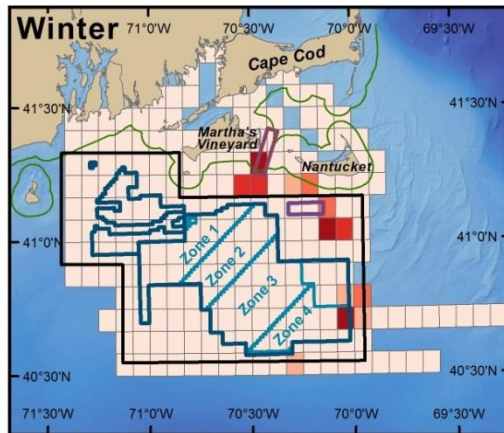 Winter
71°0'W 70°30'W 70°0'W 69°30'W
Cape Cod
41°30'N 41°30'N
Martha's
Vineyard
Nantucket
41°0'N 41°0'N
Zone 1
Zone 2
Zone 3
Zone 4
40°30'N 40°30'N
71°30'W 71°0'W 70°30'W 70°0'W 69°30'W